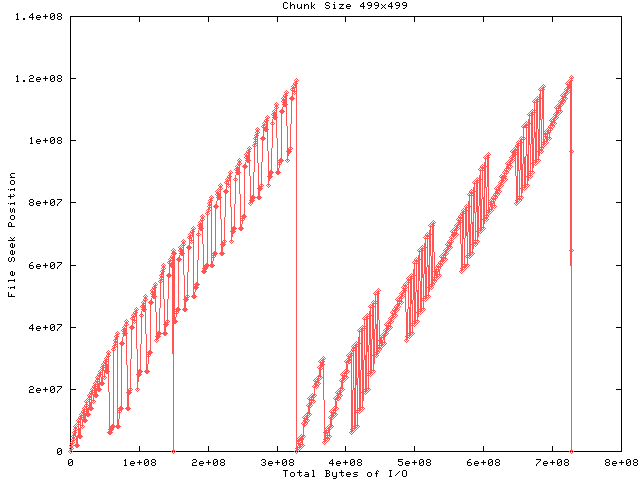 Chunk Size 499x499
1.4e+08
1.2e+08
1e+08
8e+07
6e+07
4e+07
2e+07
0
File Seek Position
0 1e+08 2e+08 3e+08 4e+08 5e+08 6e+08 7e+08 8e+08
Total Bytes of I/O